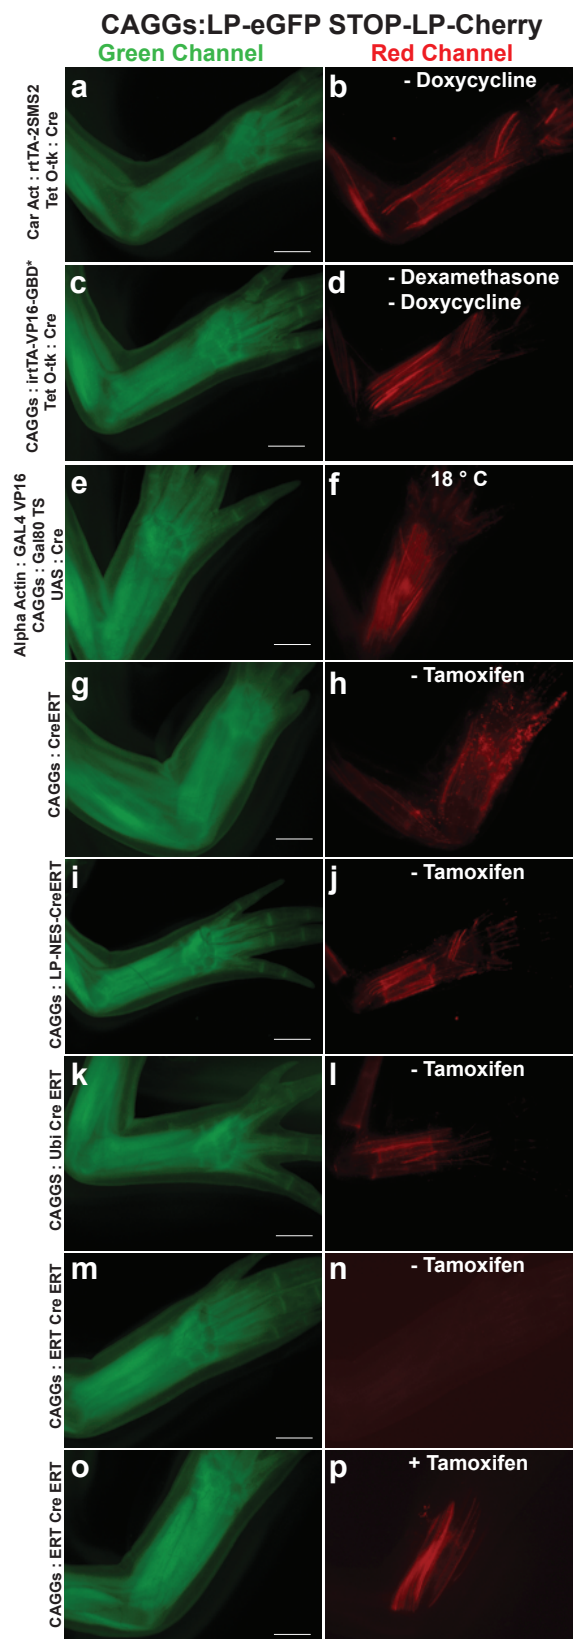 CAGGs:LP-eGFP STOP-LP-Cherry
Green Channel
Red Channel
Car Act : rtTA-2SMS2
Tet O-tk : Cre
a
b
- Doxycycline
CAGGs : irtTA-VP16-GBD*
Tet O-tk : Cre
c
d
- Dexamethasone
- Doxycycline
Alpha Actin : GAL4 VP16
CAGGs : Gal80 TS
UAS : Cre
e
f
18 ° C
CAGGs : CreERT
g
h
- Tamoxifen
CAGGs : LP-NES-CreERT
i
j
- Tamoxifen
CAGGS : Ubi Cre ERT
k
l
- Tamoxifen
CAGGs : ERT Cre ERT
m
n
- Tamoxifen
CAGGs : ERT Cre ERT
o
p
+ Tamoxifen